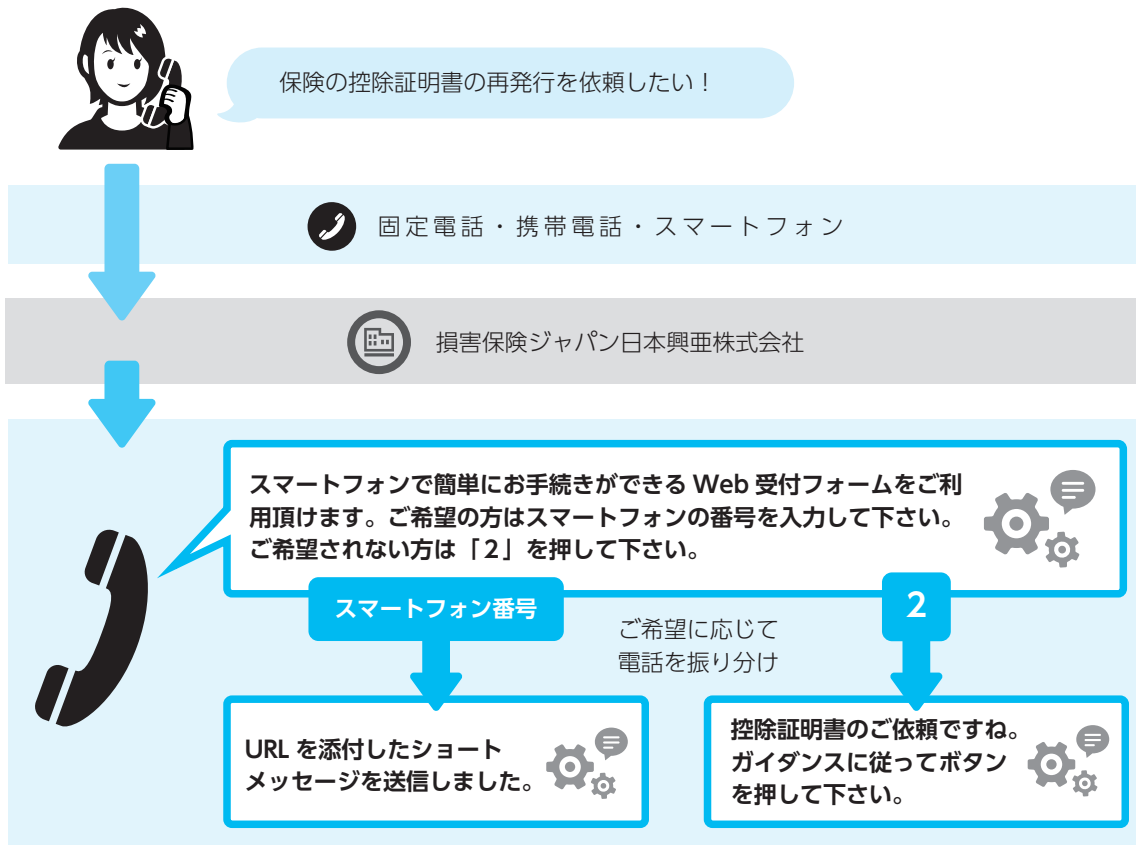 保険の控除証明書の再発行を依頼したい！
固定電話・携帯電話・スマートフォン
損害保険ジャパン日本興亜株式会社
スマートフォンで簡単にお手続きができる Web 受付フォームをご利
用頂けます。ご希望の方はスマートフォンの番号を入力して下さい。
ご希望されない方は「２」を押して下さい。
スマートフォン番号
ご希望に応じて
電話を振り分け
2
URL を添付したショート
メッセージを送信しました。
控除証明書のご依頼ですね。
ガイダンスに従ってボタン
を押して下さい。